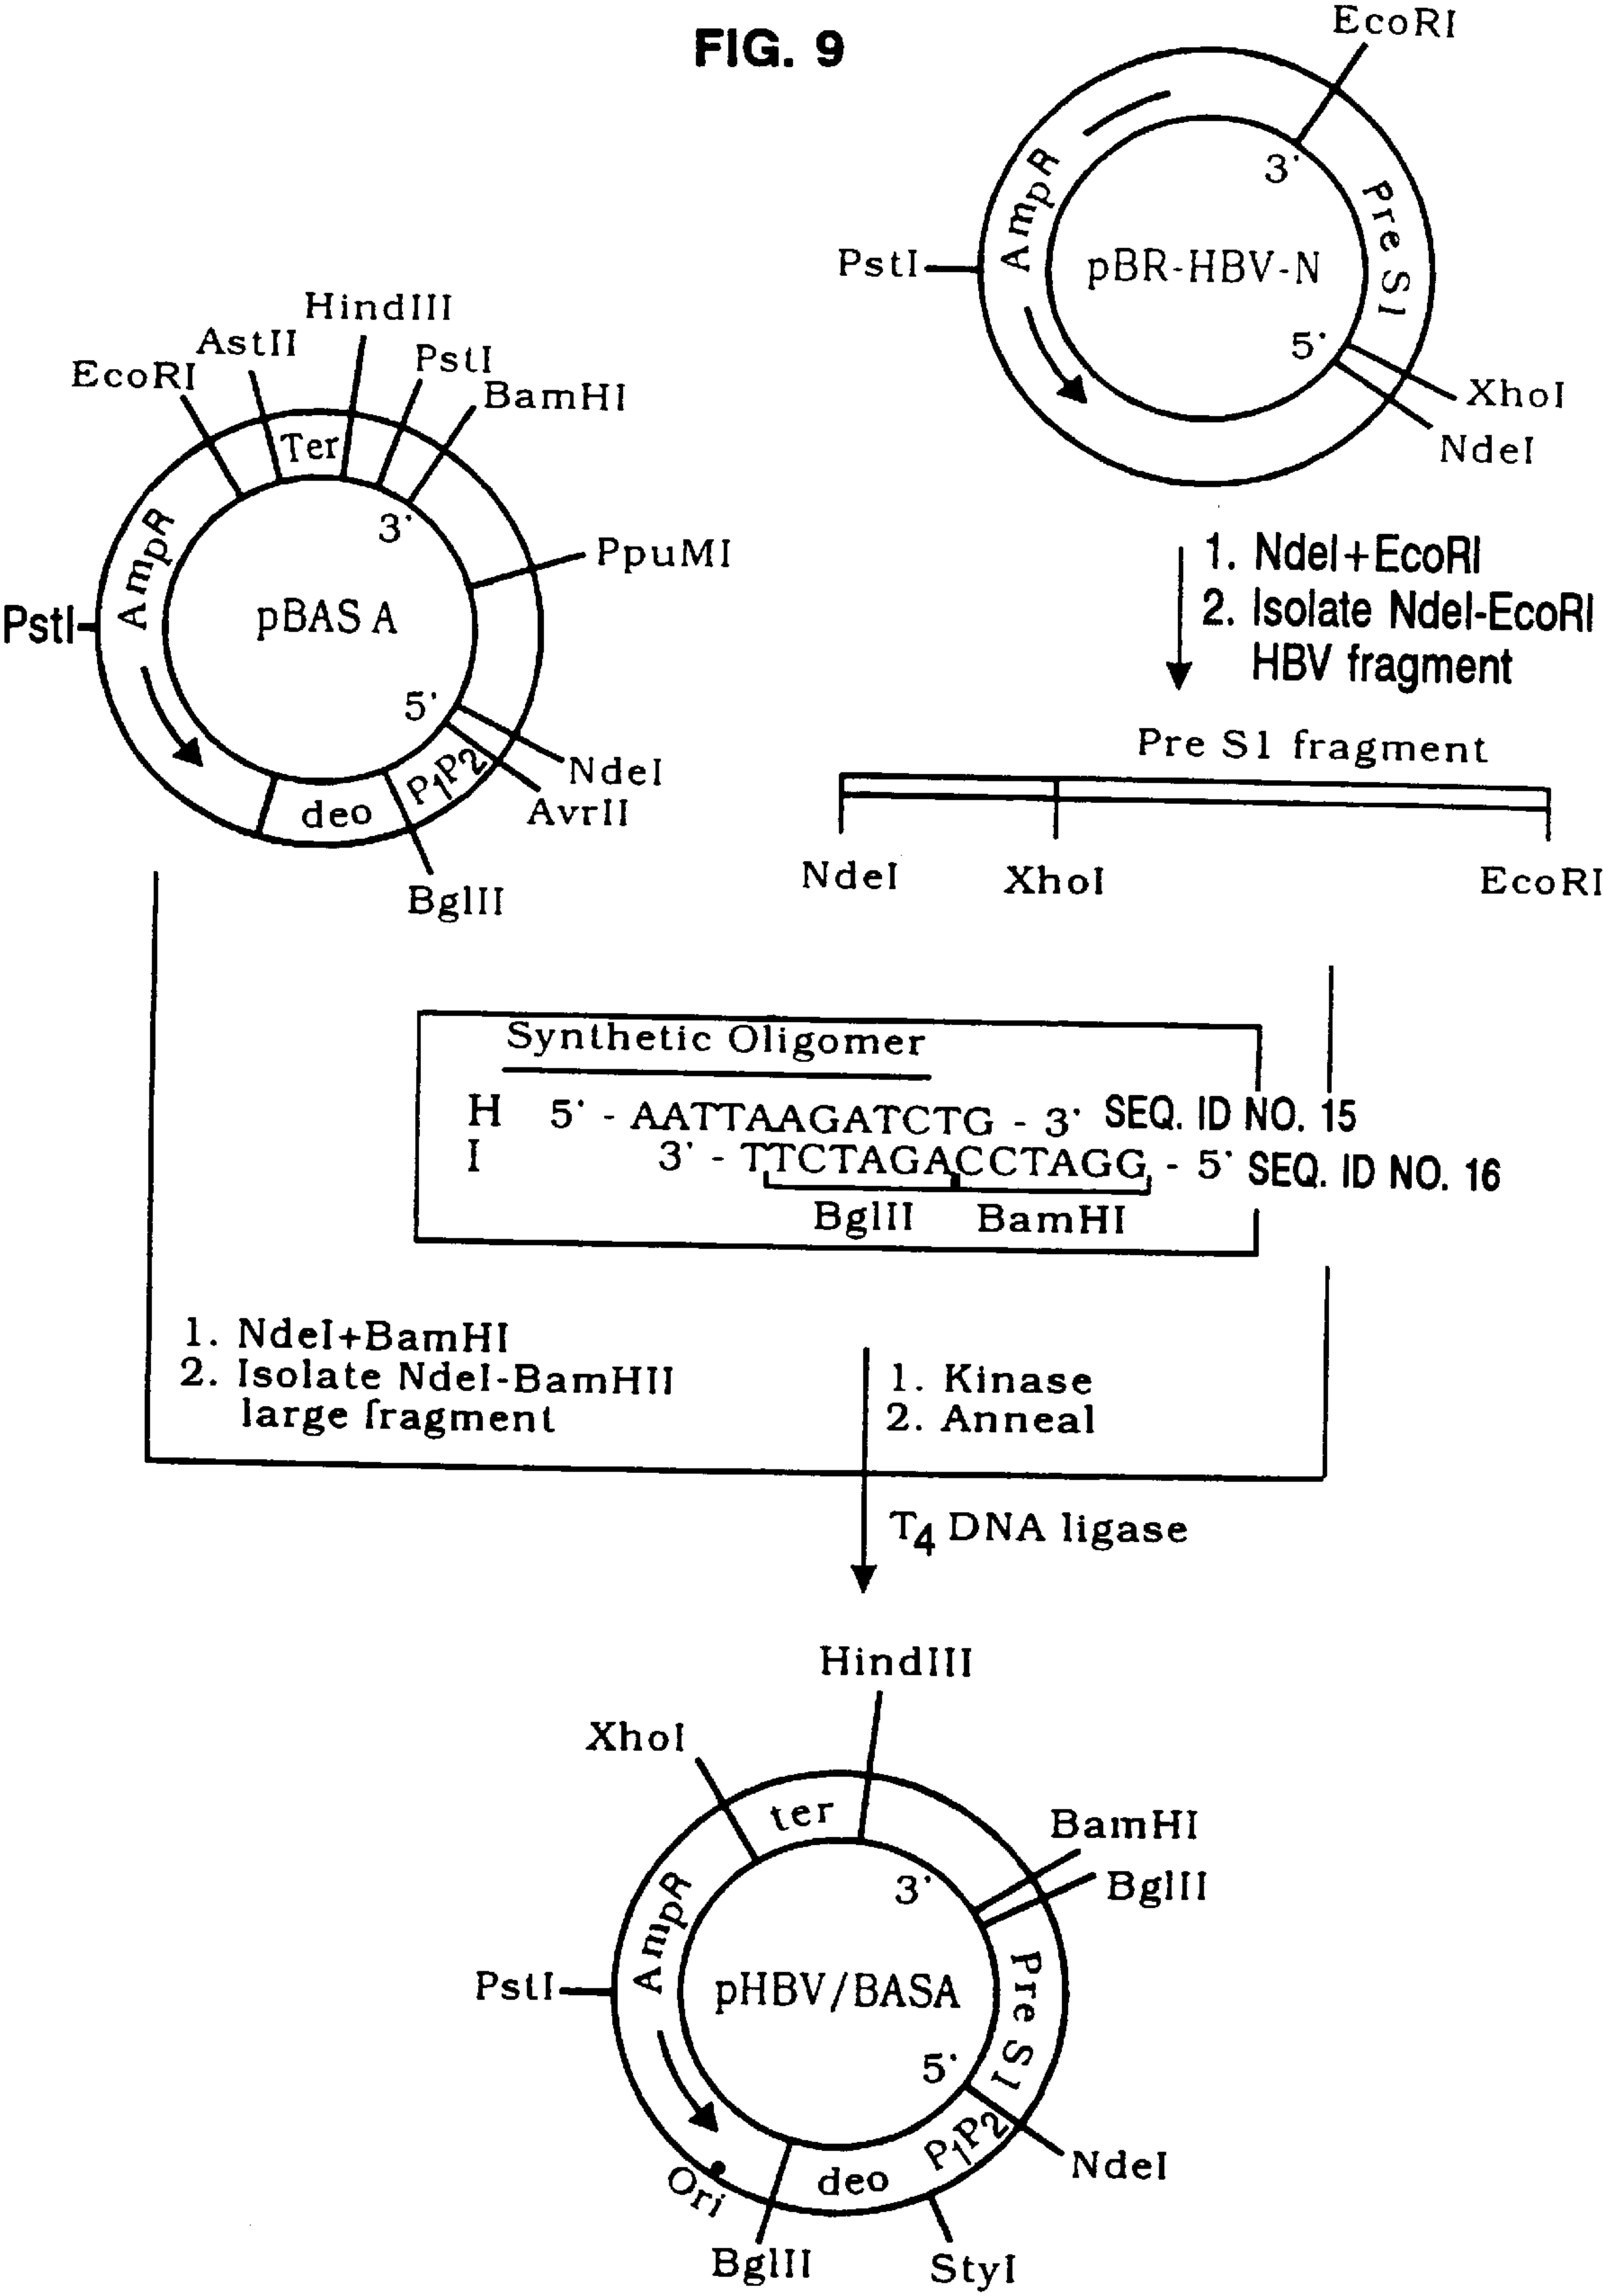 FIG. 9
EcoRI
3'
AmpR
Pre S1
PstI
pBR-HBV-N
5'
XhoI
NdeI
HindIII
AstII
PstI
EcoRI
BamHI
Ter
3'
AmpR
PpuMI
PstI
pBAS A
5'
P1P2
NdeI
AvrII
deo
BglII
1. NdeI+EcoRI
2. Isolate NdeI-EcoRI
HBV fragment
Pre S1 fragment
NdeI
XhoI
EcoRI
Synthetic Oligomer
H 5' - AATTAAGATCTG - 3' SEQ. ID NO. 15
I 3' - TTCTAGACCTAGG - 5' SEQ. ID NO. 16
BglII BamHI
1. NdeI+BamHI
2. Isolate NdeI-BamHII
large fragment
1. Kinase
2. Anneal
T4 DNA ligase
HindIII
XhoI
ter
BamHI
BglII
3'
AmpR
PstI
pHBV/BASA
Pre S1
5'
P1P2
NdeI
deo
Ori
BglII
StyI